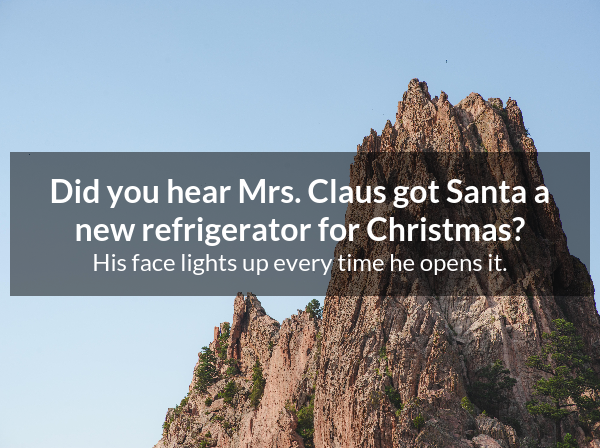 Did you hear Mrs. Claus got Santa a
new refrigerator for Christmas?
His face lights up every time he opens it.